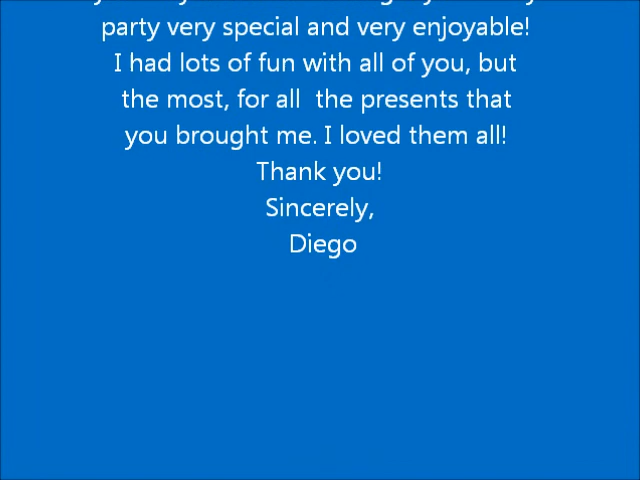 party very special and very enjoyable!
I had lots of fun with all of you, but
the most, for all  the presents that
you brought me. I loved them all!
Thank you!
Sincerely,
Diego